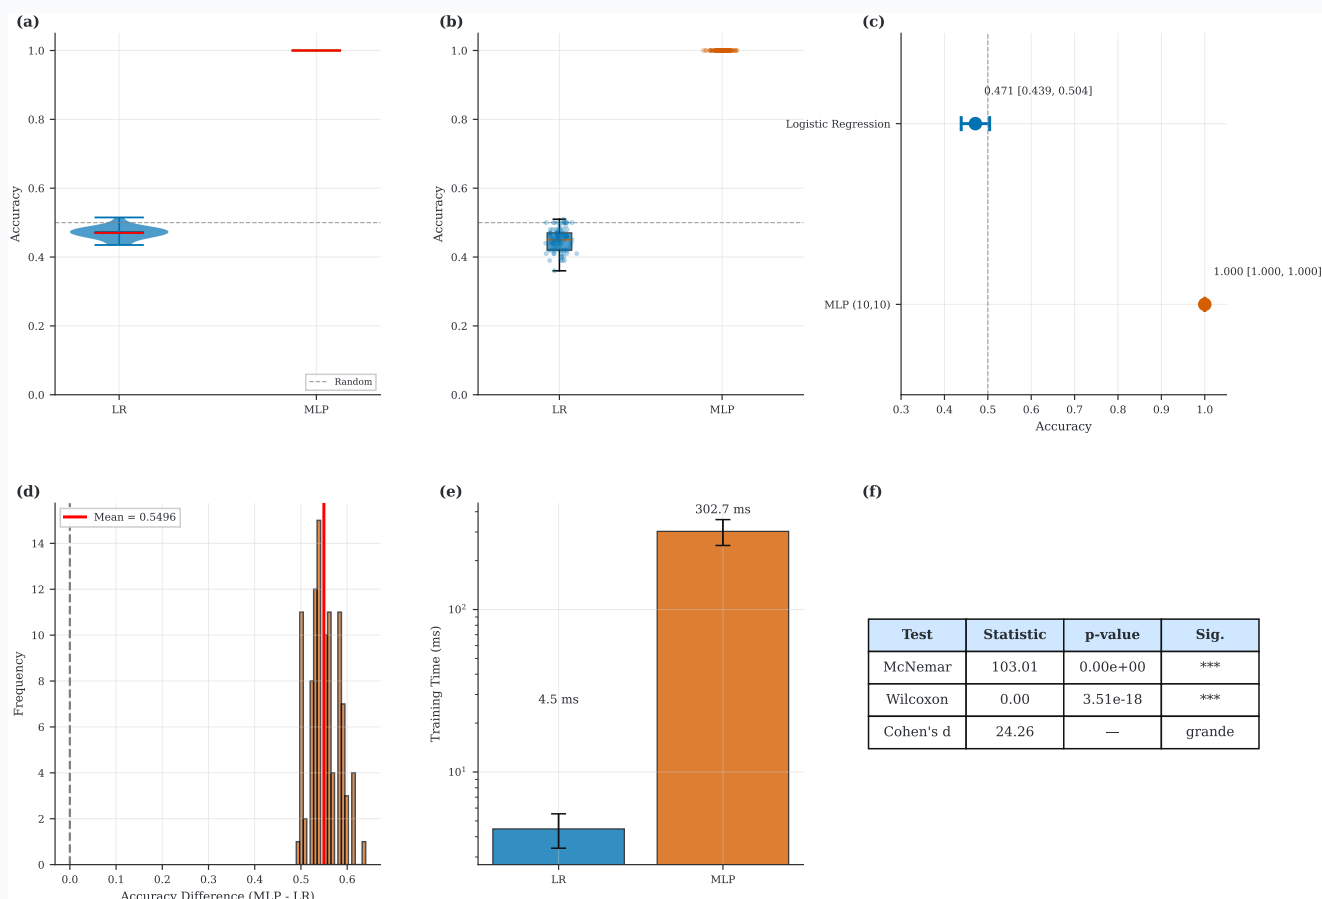 (a)
1.0
0.8
0.6
0.4
0.2
0.0
Accuracy
LR
MLP
Random
(b)
1.0
0.8
0.6
0.4
0.2
0.0
Accuracy
LR
MLP
(c)
0.471 [0.439, 0.504]
Logistic Regression
1.000 [1.000, 1.000]
MLP (10,10)
0.3 0.4 0.5 0.6 0.7 0.8 0.9 1.0
Accuracy
(d)
Mean = 0.5496
14
12
10
8
6
4
2
0
Frequency
0.0 0.1 0.2 0.3 0.4 0.5 0.6
Accuracy Difference (MLP - LR)
(e)
302.7 ms
10²
4.5 ms
10¹
Training Time (ms)
LR
MLP
(f)
Test Statistic p-value Sig.
McNemar 103.01 0.00e+00 ***
Wilcoxon 0.00 3.51e-18 ***
Cohen's d 24.26 — grande